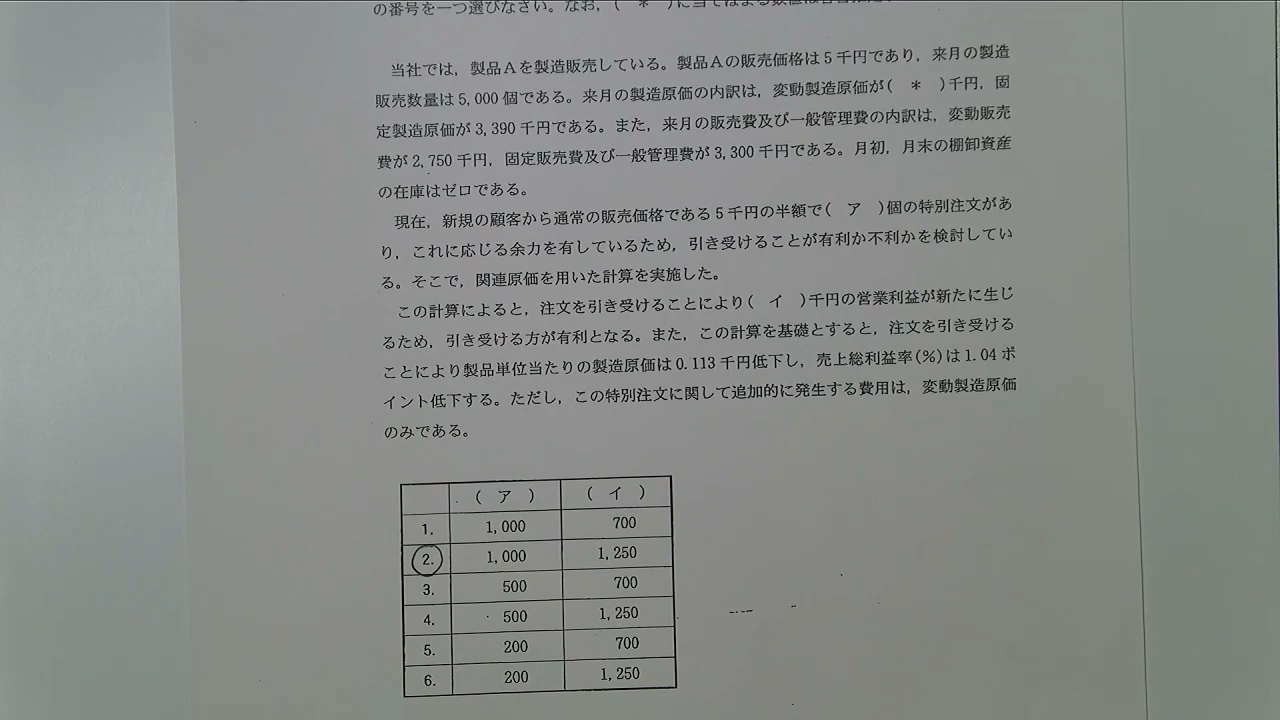 の番号を一つ選びなさい。なお，( ＊ )に当てはまる数値は各自推定
当社では，製品Ａを製造販売している。製品Ａの販売価格は５千円であり，来月の製造
販売数量は5,000個である。来月の製造原価の内訳は，変動製造原価が( ＊ )千円，固
定製造原価が3,390千円である。また，来月の販売費及び一般管理費の内訳は，変動販売
費が2,750千円，固定販売費及び一般管理費が3,300千円である。月初，月末の棚卸資産
の在庫はゼロである。
現在，新規の顧客から通常の販売価格である５千円の半額で( ア )個の特別注文があ
り，これに応じる余力を有しているため，引き受けることが有利か不利かを検討してい
る。そこで，関連原価を用いた計算を実施した。
この計算によると，注文を引き受けることにより( イ )千円の営業利益が新たに生じ
るため，引き受ける方が有利となる。また，この計算を基礎とすると，注文を引き受ける
ことにより製品単位当たりの製造原価は0.113千円低下し，売上総利益率(％)は1.04ポ
イント低下する。ただし，この特別注文に関して追加的に発生する費用は，変動製造原価
のみである。
( ア ) ( イ )
1. 1,000 700
2. 1,000 1,250
3. 500 700
4. 500 1,250
5. 200 700
6. 200 1,250